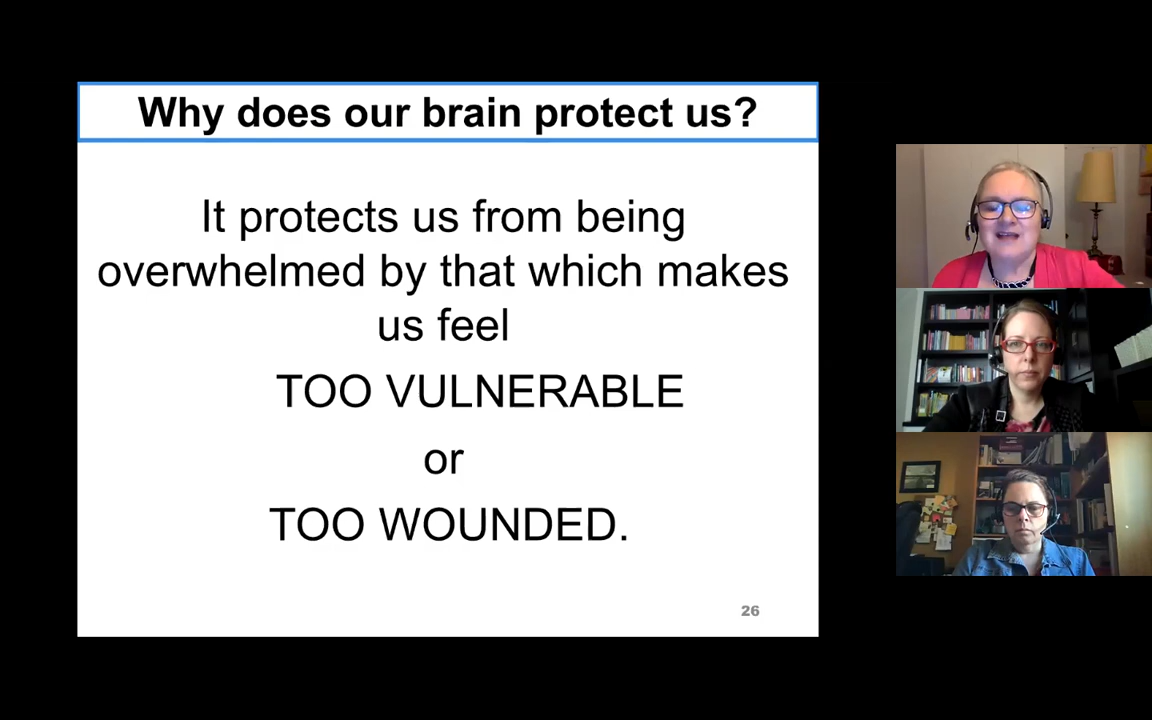 Why does our brain protect us?
It protects us from being
overwhelmed by that which makes
us feel
TOO VULNERABLE
or
TOO WOUNDED.
26